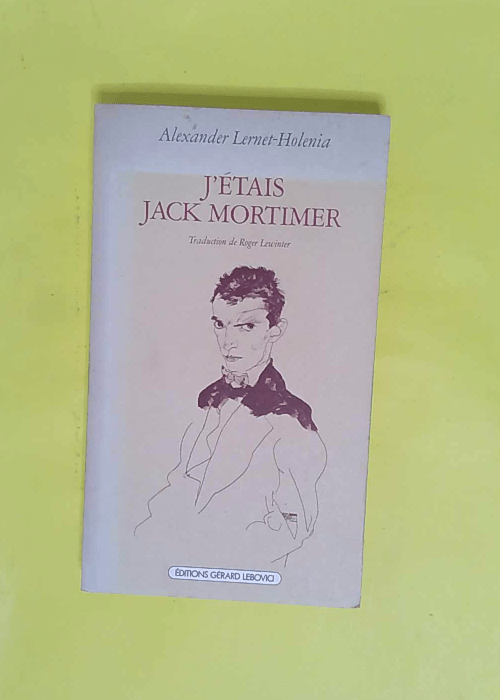 Alexander Lernet-Holenia
J'ÉTAIS
JACK MORTIMER
Traduction de Roger Lewinter
ÉDITIONS GÉRARD LEBOVICI